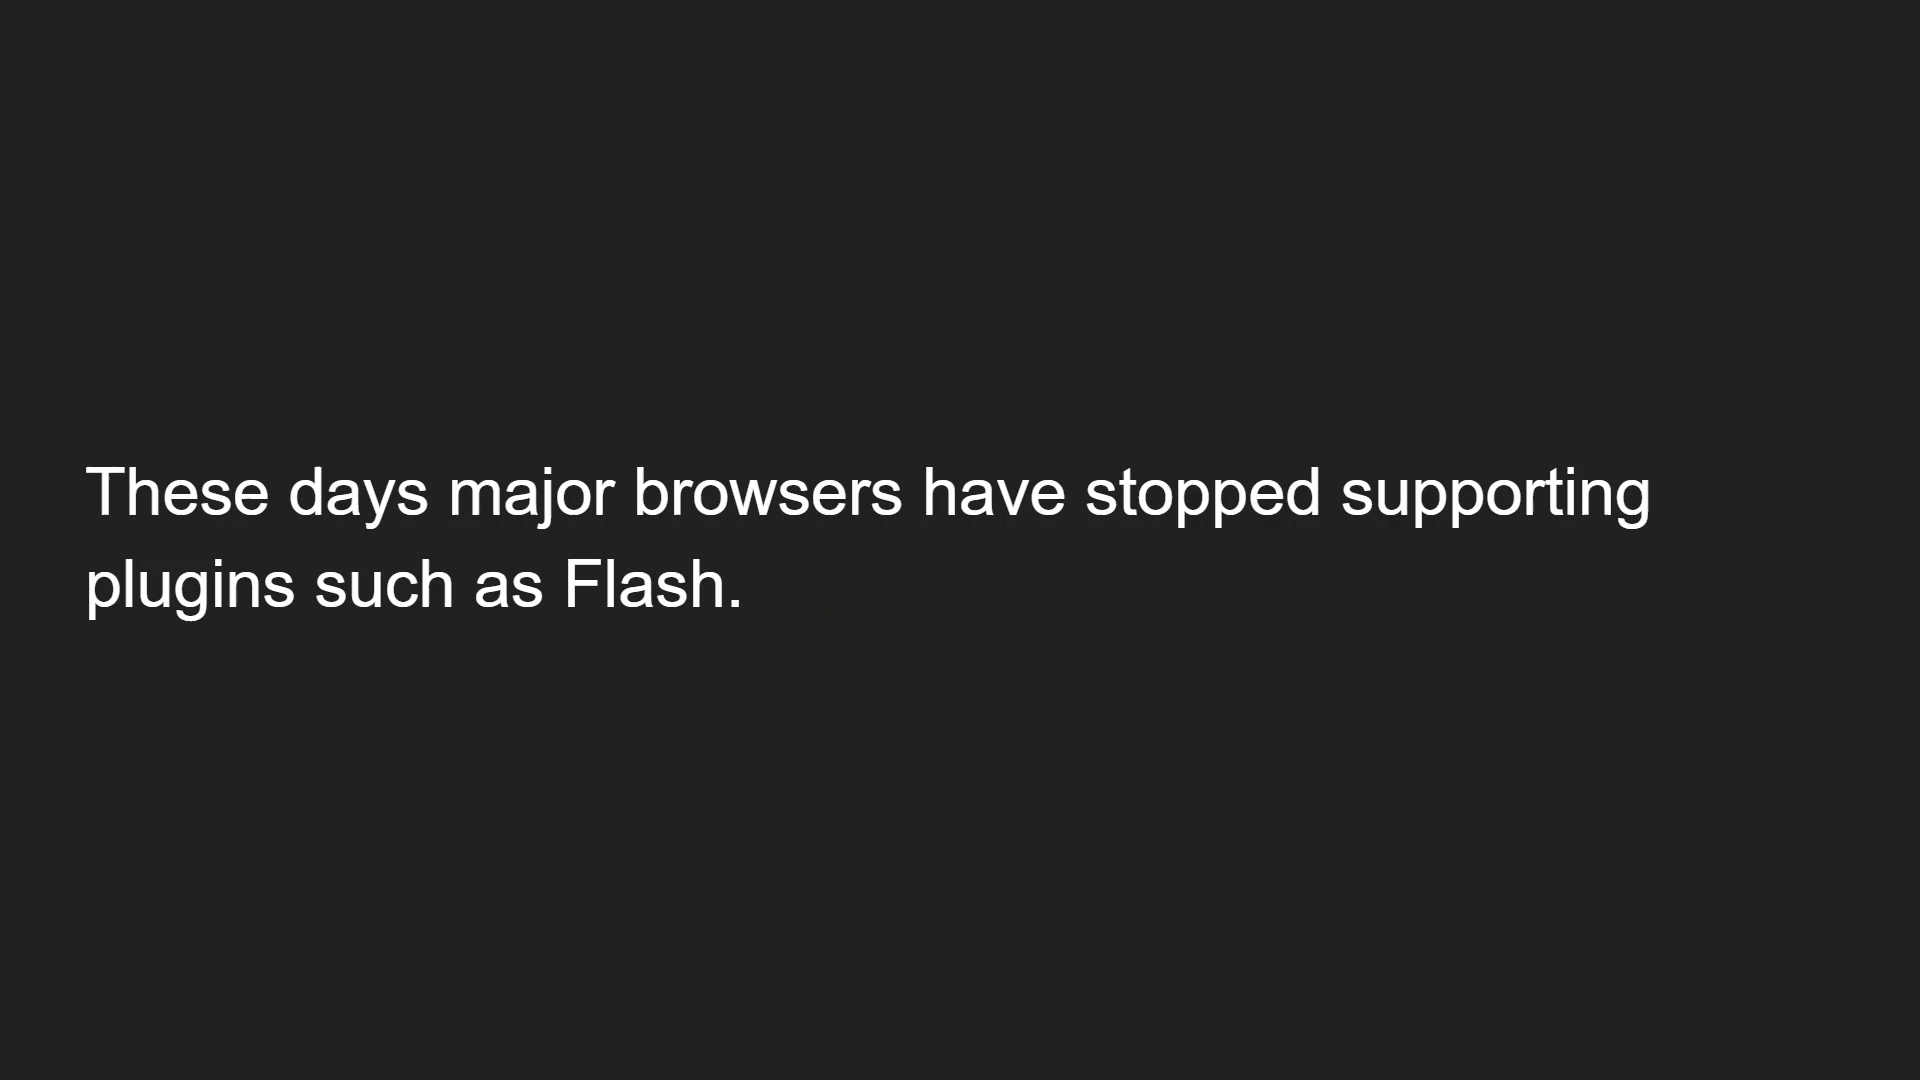 These days major browsers have stopped supporting
plugins such as Flash.